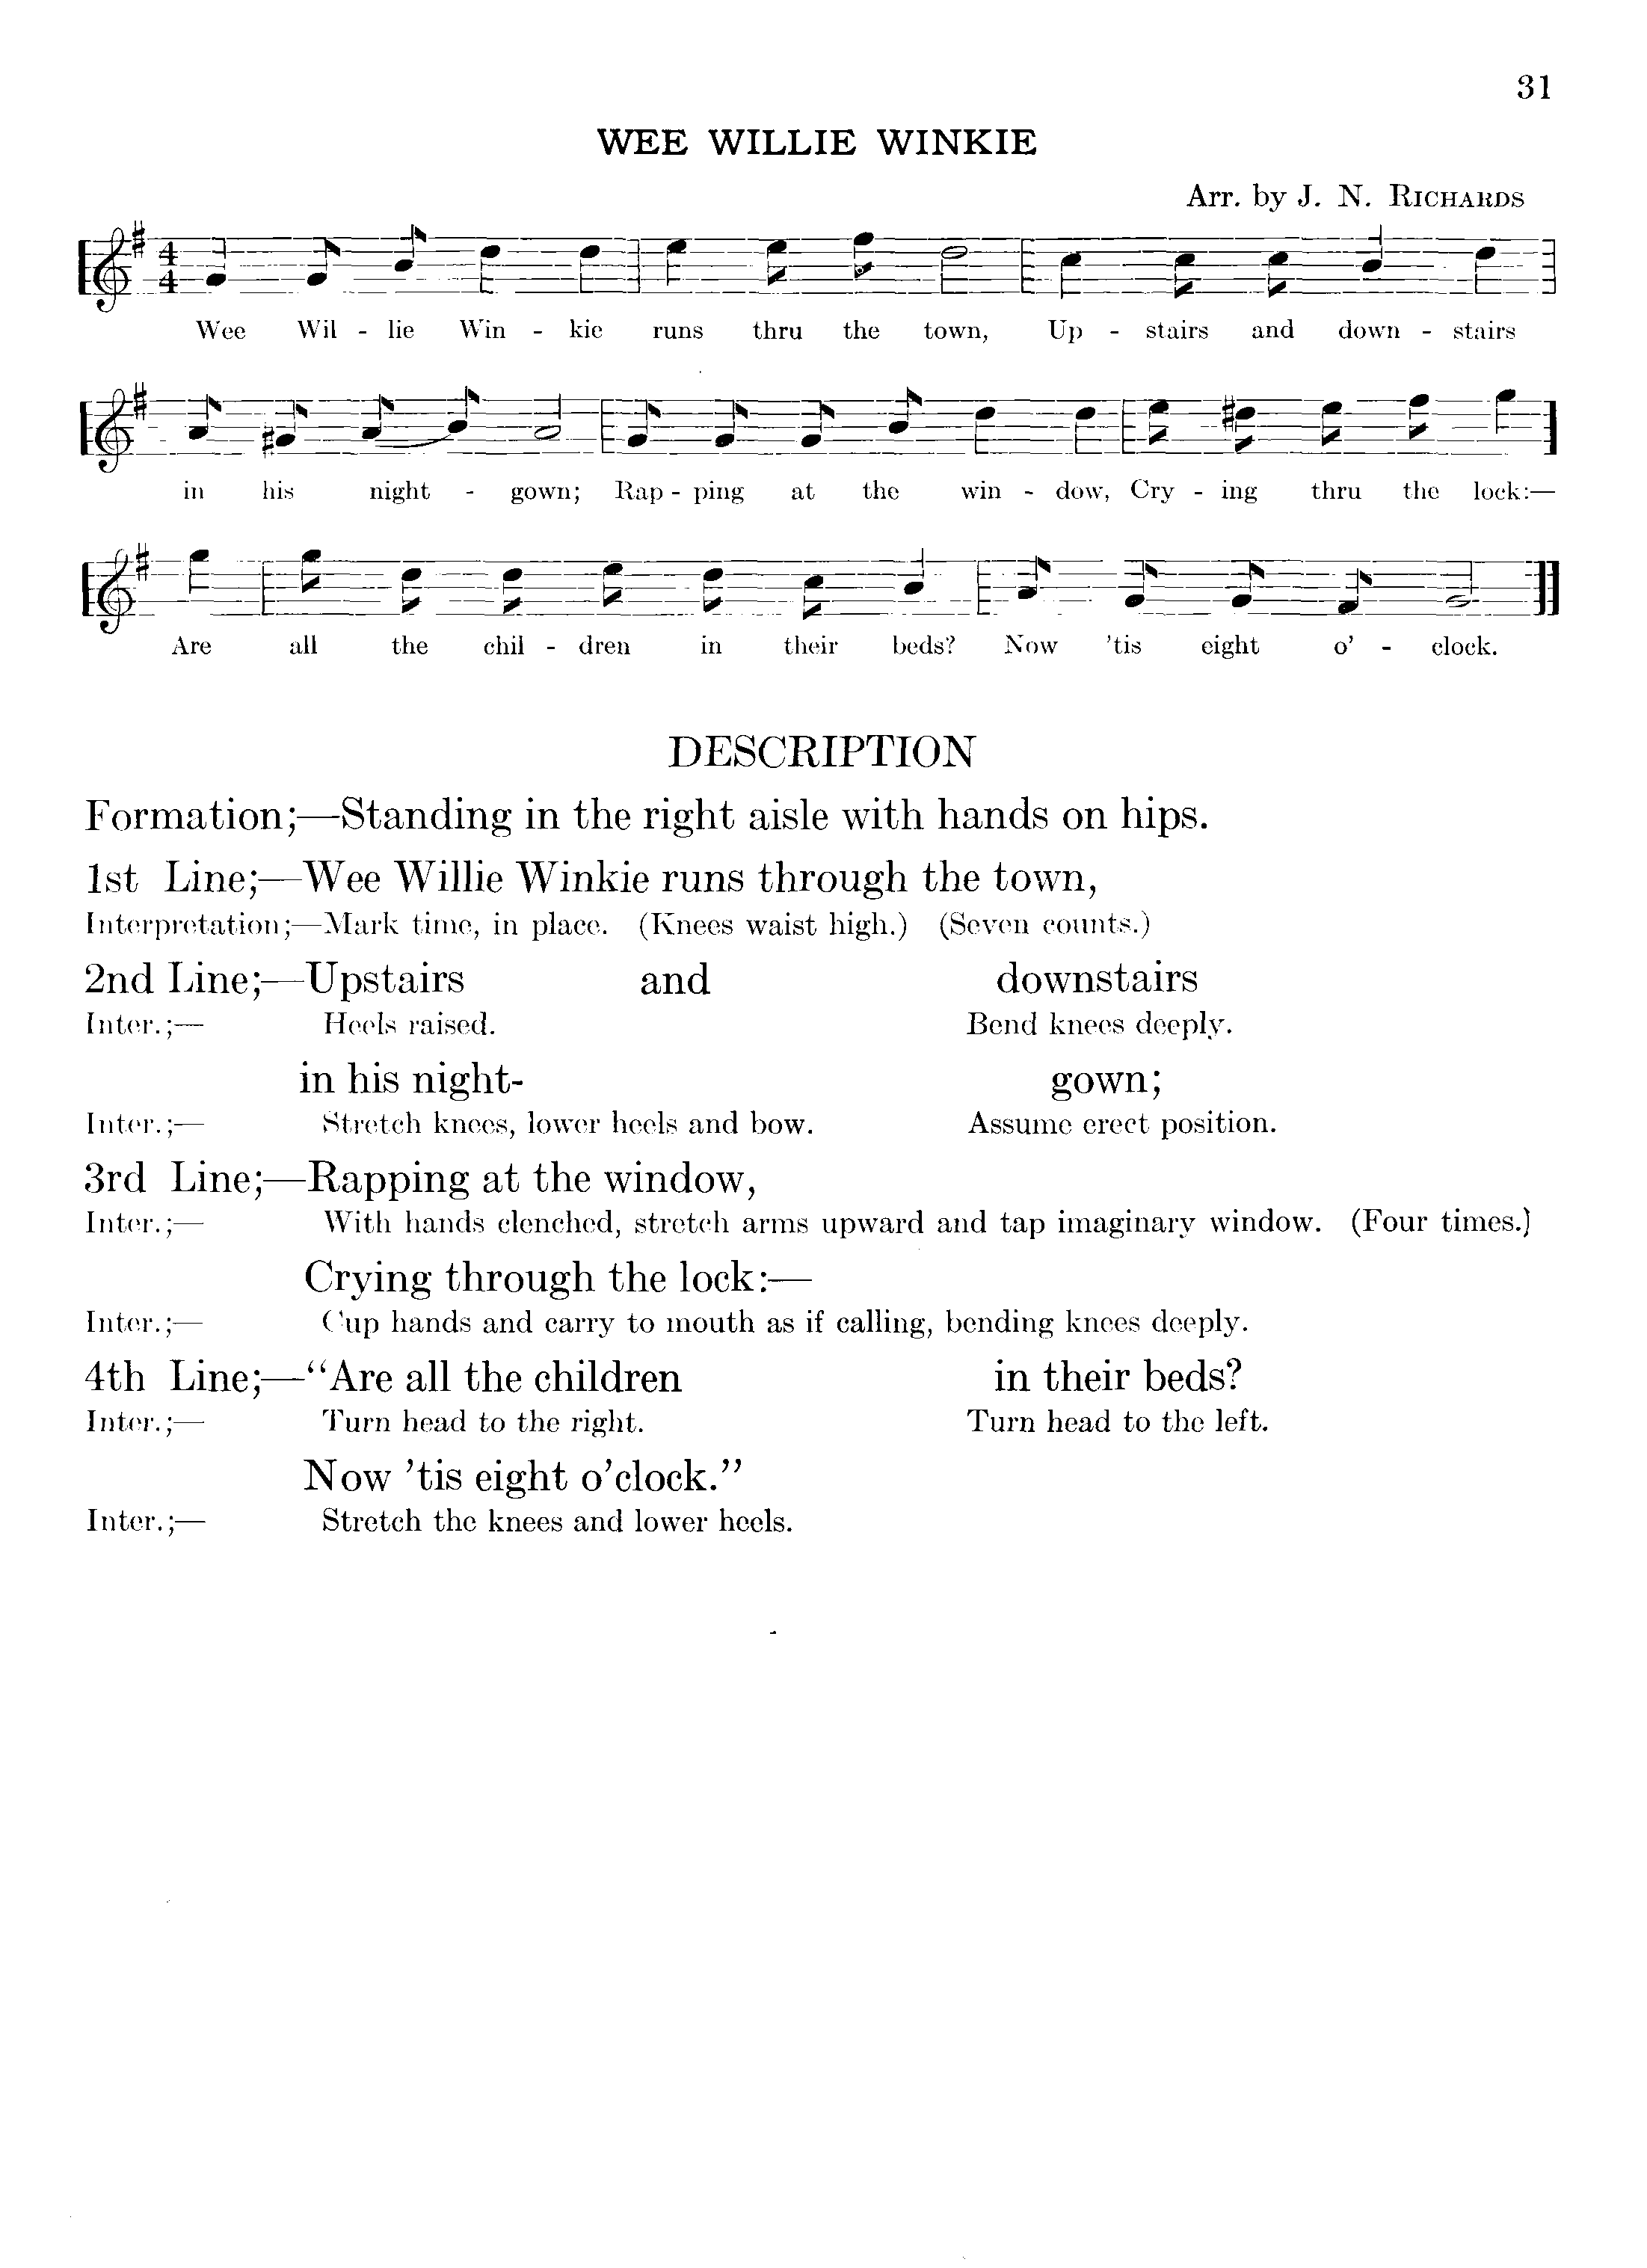 31
WEE WILLIE WINKIE
Arr. by J. N. RICHARDS
4
4
Wee Wil - lie Win - kie runs thru the town, Up - stairs and down - stairs
in his night - gown; Rap - ping at the win - dow, Cry - ing thru the lock:—
Are all the chil - dren in their beds? Now 'tis eight o' - clock.
DESCRIPTION
Formation;—Standing in the right aisle with hands on hips.
1st Line;—Wee Willie Winkie runs through the town,
Interpretation;—Mark time, in place. (Knees waist high.) (Seven counts.)
2nd Line;—Upstairs and downstairs
Inter.;— Heels raised. Bend knees deeply.
in his night- gown;
Inter.;— Stretch knees, lower heels and bow. Assume erect position.
3rd Line;—Rapping at the window,
Inter.;— With hands clenched, stretch arms upward and tap imaginary window. (Four times.)
Crying through the lock:—
Inter.;— Cup hands and carry to mouth as if calling, bending knees deeply.
4th Line;—“Are all the children in their beds?
Inter.;— Turn head to the right. Turn head to the left.
Now ’tis eight o’clock.”
Inter.;— Stretch the knees and lower heels.